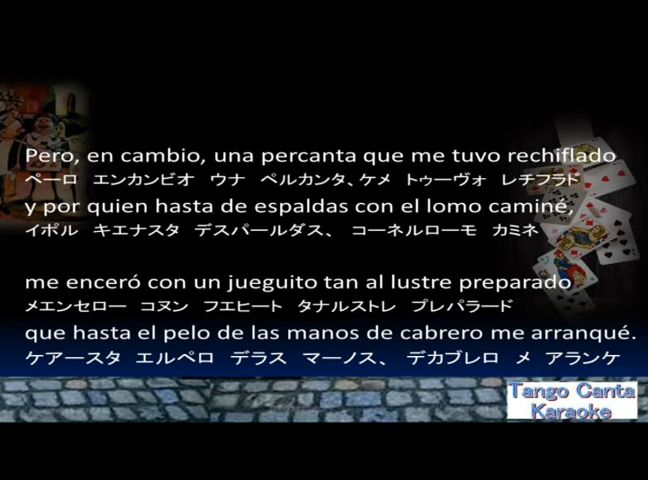 Pero, en cambio, una percanta que me tuvo rechiflado
ペーロ エンカンビオ ウナ ペルカンタ、ケメ トゥーヴォ レチフラド
y por quien hasta de espaldas con el lomo caminé,
イポル キエナスタ デスパールダス、 コーネルローモ カミネ
me enceró con un jueguito tan al lustre preparado
メエンセロー コヌン フエヒート タナルストレ プレパラード
que hasta el pelo de las manos de cabrero me arranqué.
ケアースタ エルペロ デラス マーノス、 デカブレロ メ アランケ
Tango Canta
Karaoke